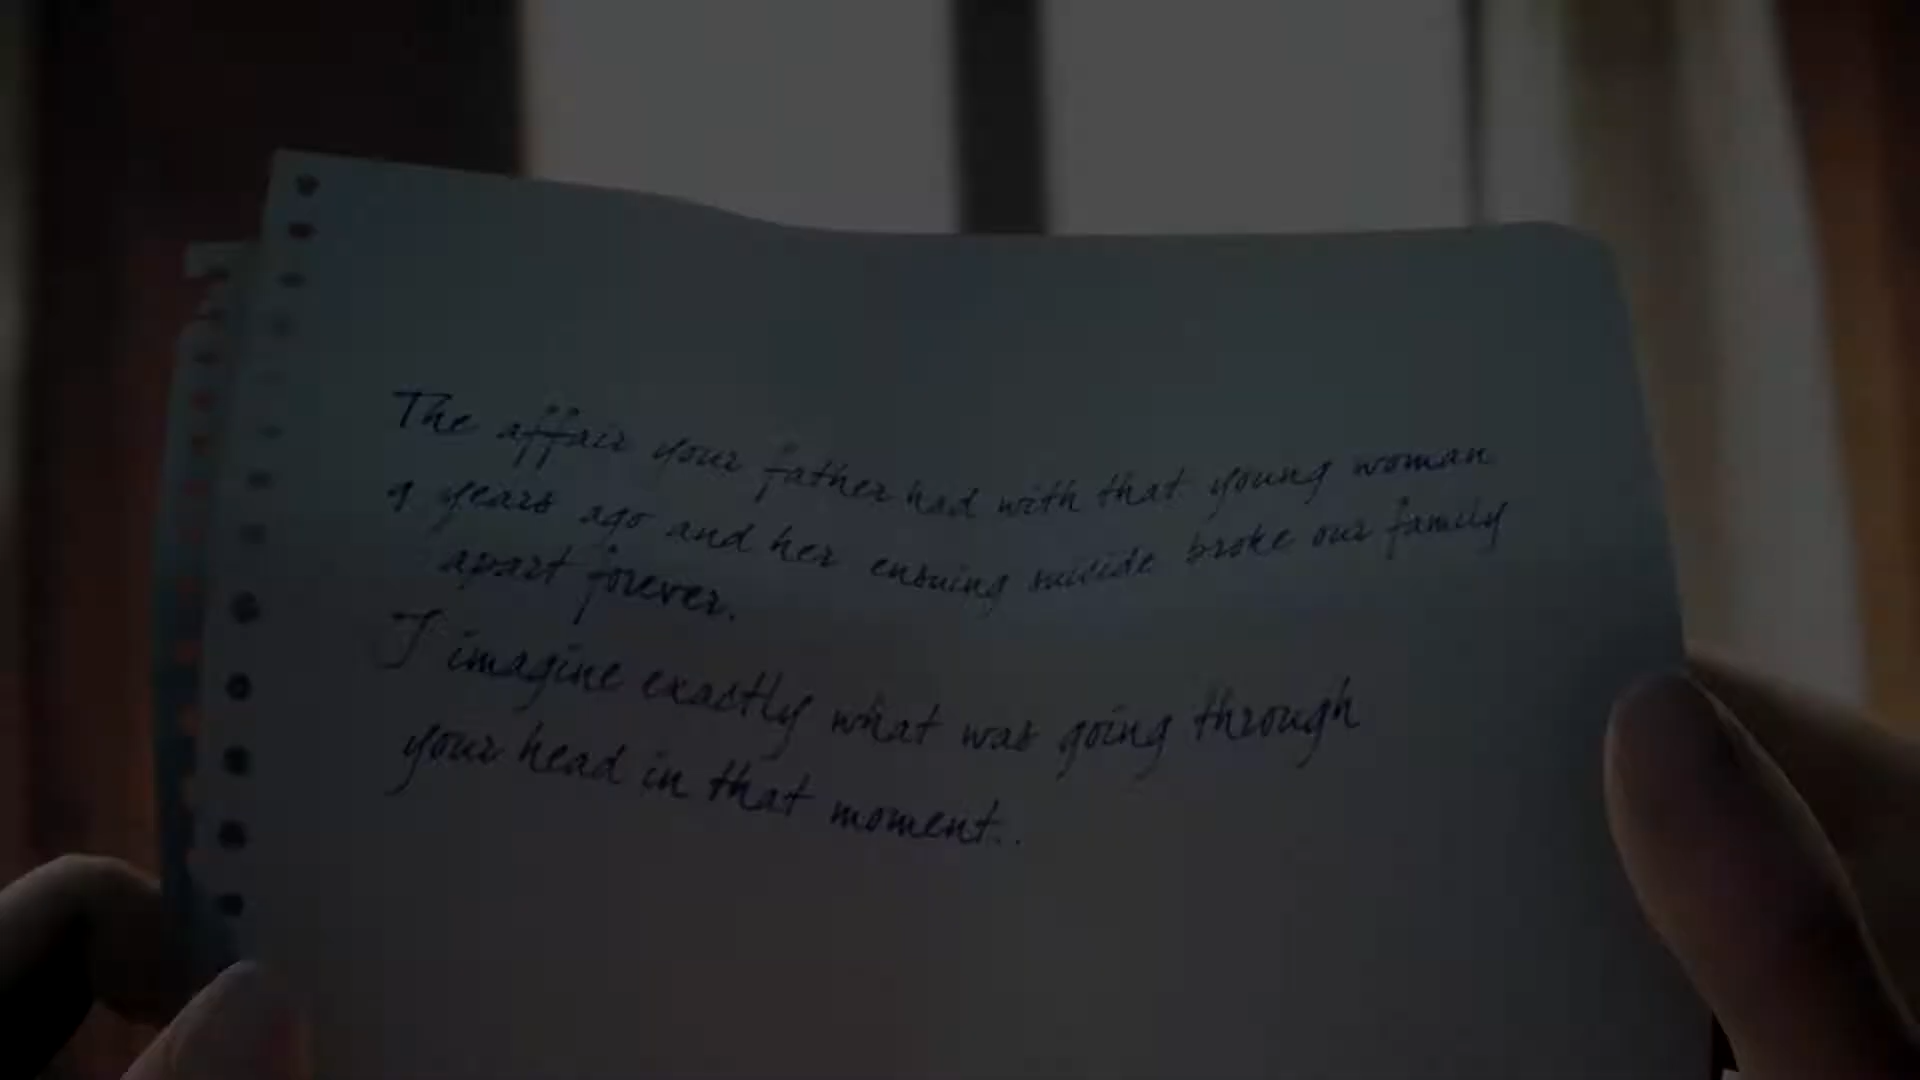 The affair your father had with that young woman
9 years ago and her ensuing suicide broke our family
apart forever.
I imagine exactly what was going through
your head in that moment..